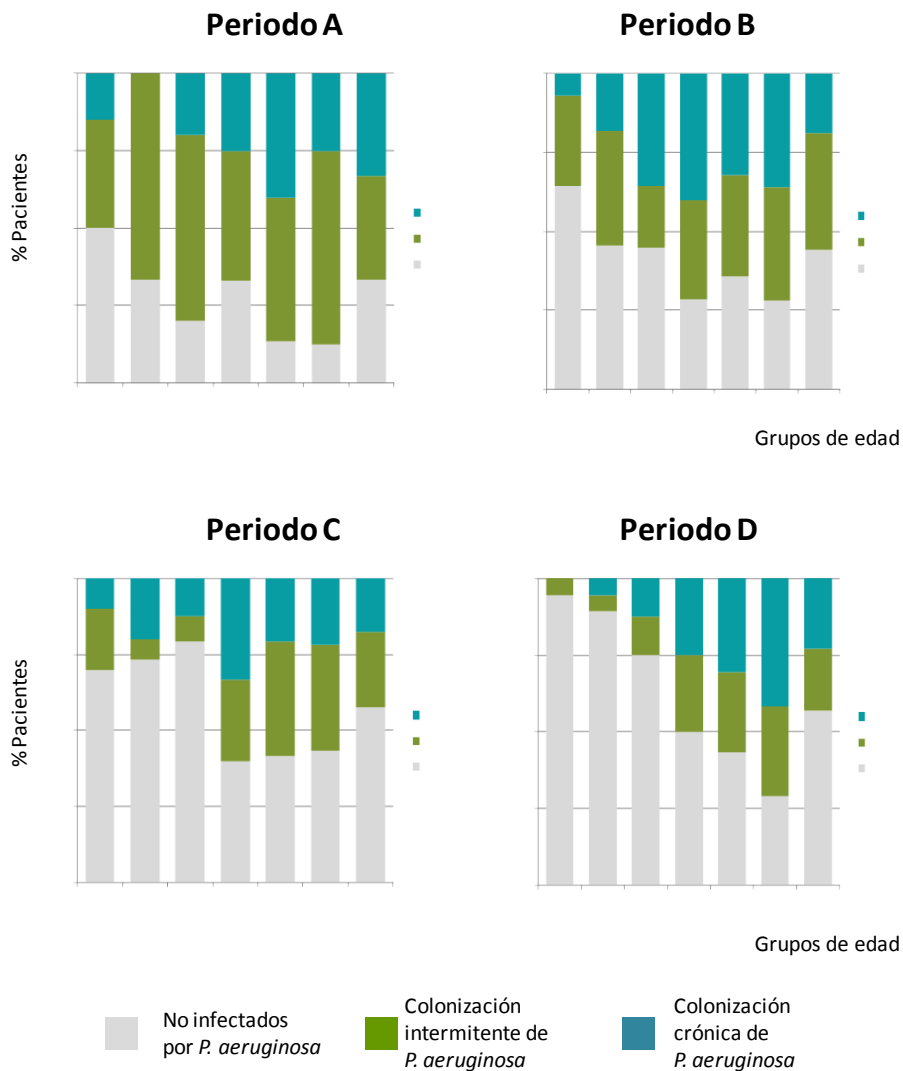 Periodo A
Periodo B
% Pacientes
Grupos de edad
Periodo C
Periodo D
% Pacientes
Grupos de edad
No infectados
por P. aeruginosa
Colonización
intermitente de
P. aeruginosa
Colonización
crónica de
P. aeruginosa